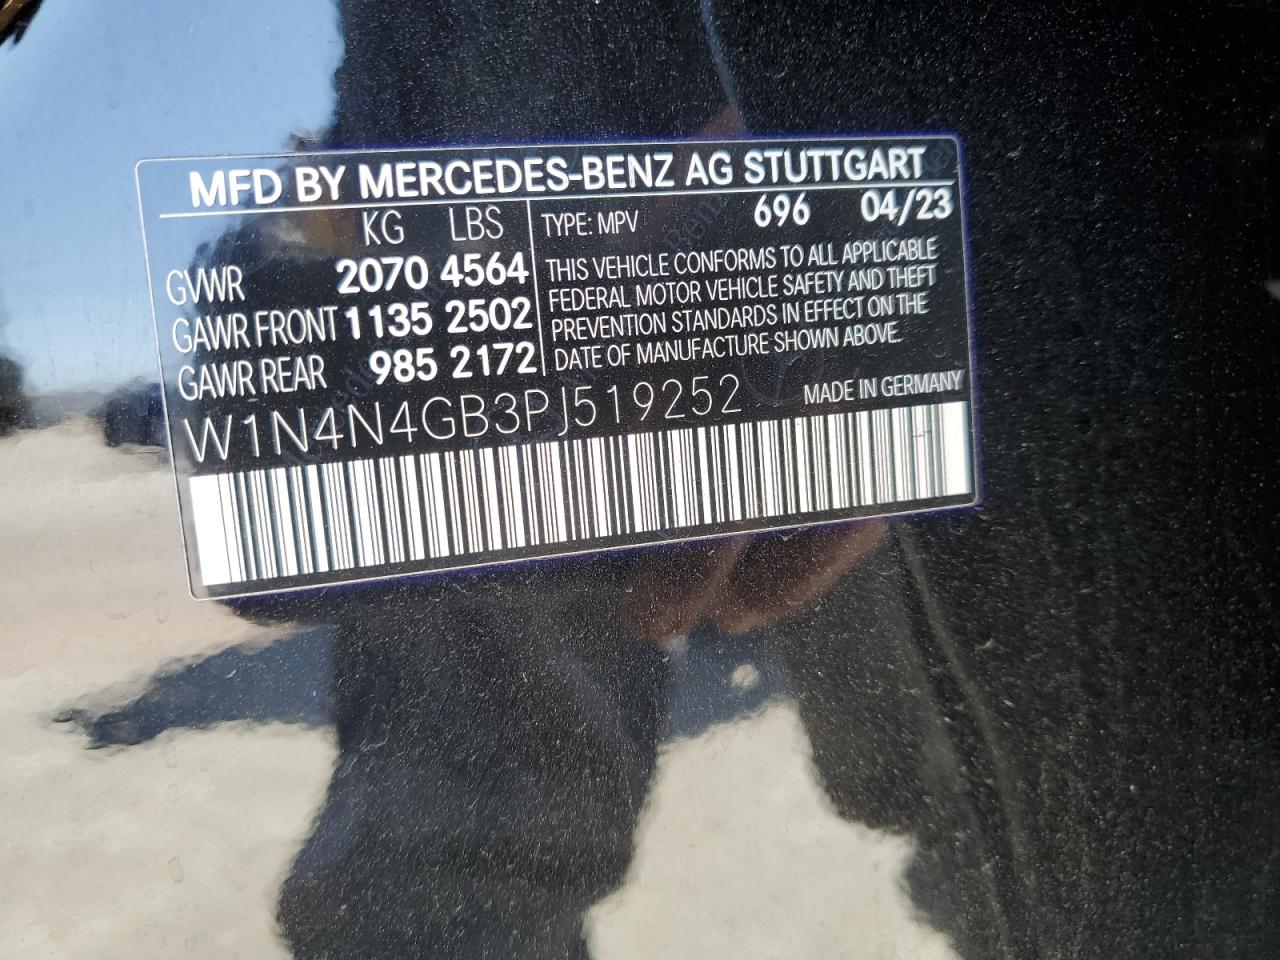 MFD BY MERCEDES-BENZ AG STUTTGART
KG LBS
GVWR 2070 4564
GAWR FRONT 1135 2502
GAWR REAR 985 2172
TYPE: MPV 696 04/23
THIS VEHICLE CONFORMS TO ALL APPLICABLE
FEDERAL MOTOR VEHICLE SAFETY AND THEFT
PREVENTION STANDARDS IN EFFECT ON THE
DATE OF MANUFACTURE SHOWN ABOVE.
W1N4N4GB3PJ519252 MADE IN GERMANY